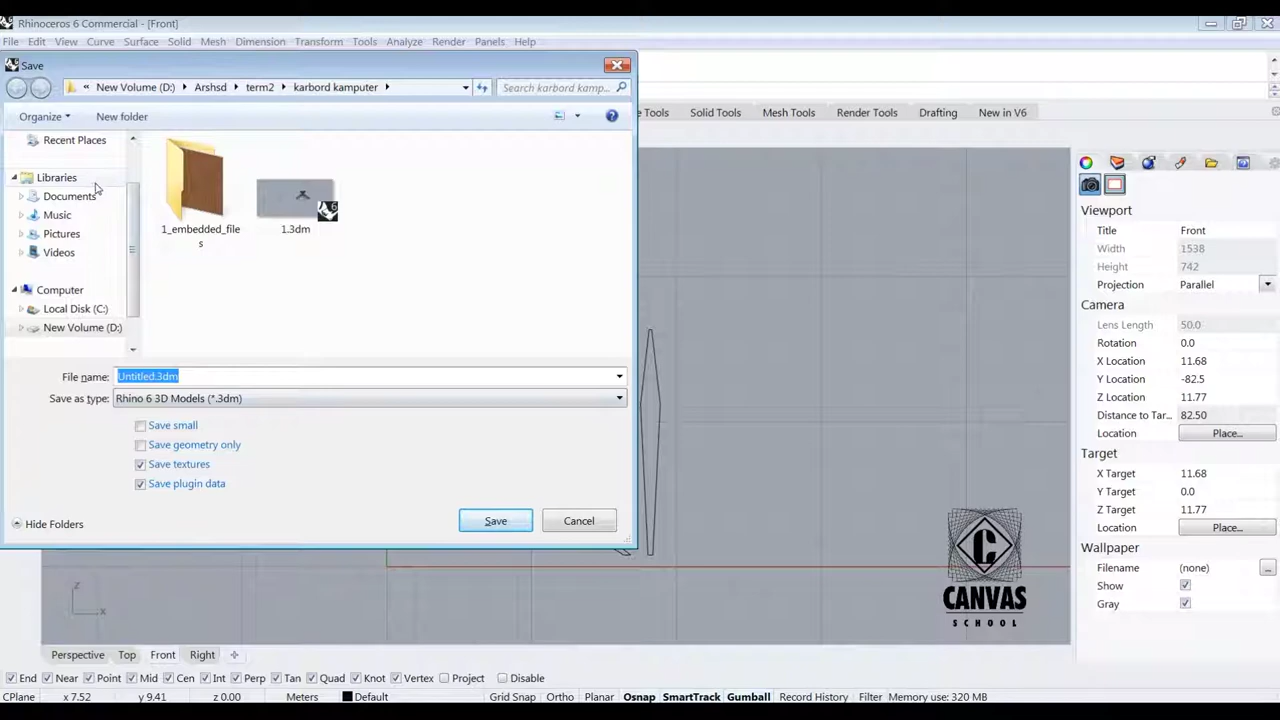 Rhinoceros 6 Commercial - [Front]
File Edit View Curve Surface Solid Mesh Dimension Transform Tools Analyze Render Panels Help
Save
« New Volume (D:) Arshsd term2 karbord kamputer Search karbord kamp...
Organize New folder
e Tools Solid Tools Mesh Tools Render Tools Drafting New in V6
Recent Places
Libraries
Documents
Music
Pictures
Videos
Computer
Local Disk (C:)
New Volume (D:)
1_embedded_file
s
1.3dm
File name: Untitled.3dm
Save as type: Rhino 6 3D Models (*.3dm)
Save small
Save geometry only
Save textures
Save plugin data
Hide Folders
Save Cancel
Viewport
Title Front
Width 1538
Height 742
Projection Parallel
Camera
Lens Length 50.0
Rotation 0.0
X Location 11.68
Y Location -82.5
Z Location 11.77
Distance to Tar... 82.50
Location Place...
Target
X Target 11.68
Y Target 0.0
Z Target 11.77
Location Place...
Wallpaper
Filename (none) ...
Show
Gray
C
CANVAS
SCHOOL
z
x
Perspective Top Front Right
End Near Point Mid Cen Int Perp Tan Quad Knot Vertex Project Disable
CPlane x 7.52 y 9.41 z 0.00 Meters Default Grid Snap Ortho Planar Osnap SmartTrack Gumball Record History Filter Memory use: 320 MB